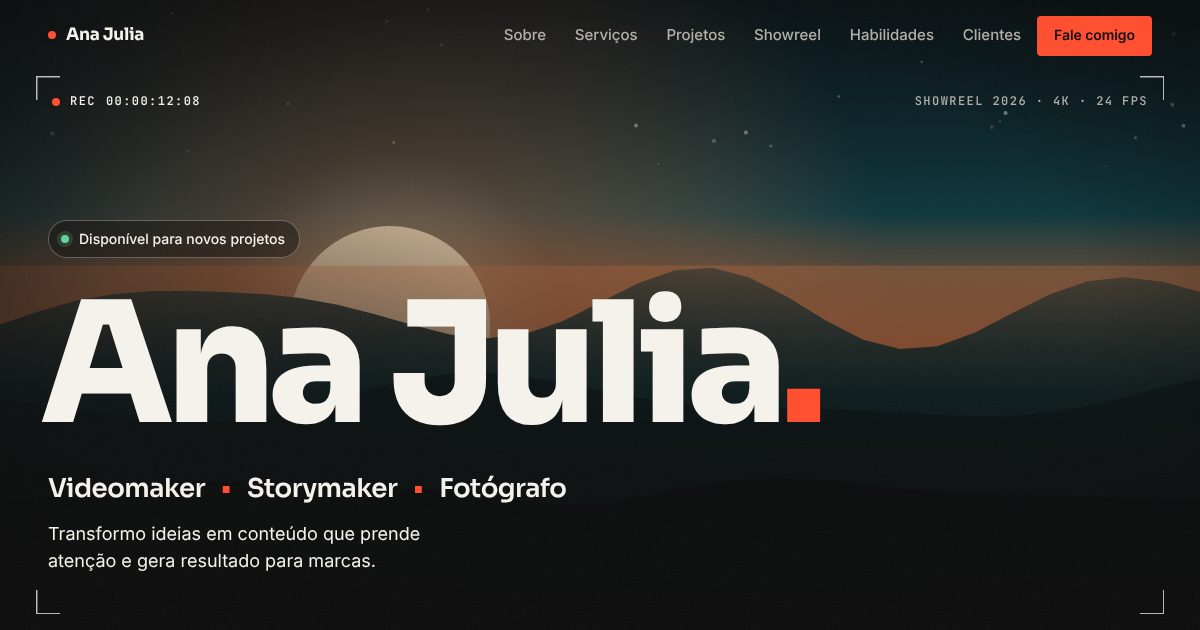 Ana Julia
Sobre Serviços Projetos Showreel Habilidades Clientes Fale comigo
REC 00:00:12:08
SHOWREEL 2026 · 4K · 24 FPS
Disponível para novos projetos
Ana Julia.
Videomaker ▪ Storymaker ▪ Fotógrafo
Transformo ideias em conteúdo que prende
atenção e gera resultado para marcas.